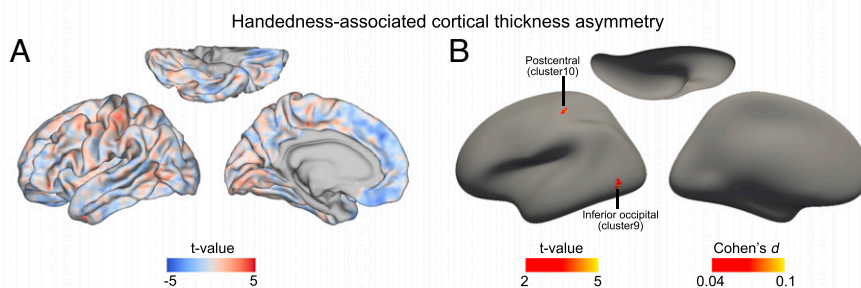 Handedness-associated cortical thickness asymmetry
A
B
Postcentral
(cluster10)
Inferior occipital
(cluster9)
t-value
-5 5
t-value
2 5
Cohen's d
0.04 0.1